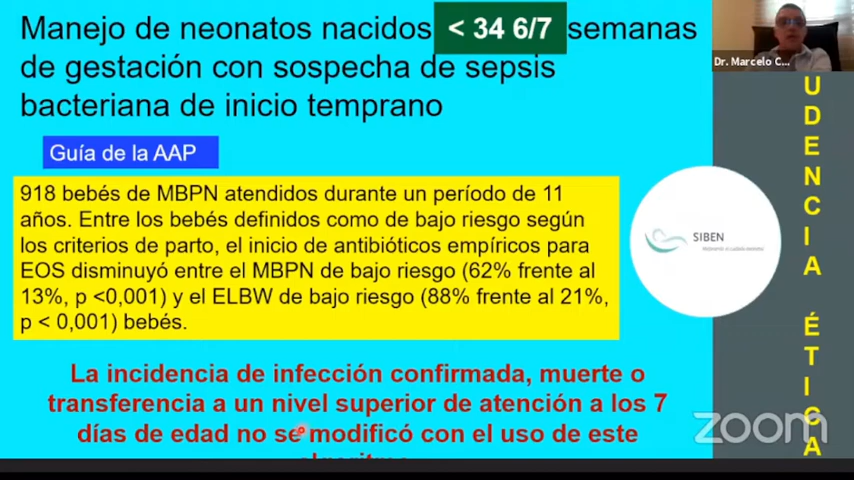 Manejo de neonatos nacidos < 34 6/7 semanas
de gestación con sospecha de sepsis
bacteriana de inicio temprano
Dr. Marcelo C...
Guía de la AAP
918 bebés de MBPN atendidos durante un período de 11
años. Entre los bebés definidos como de bajo riesgo según
los criterios de parto, el inicio de antibióticos empíricos para
EOS disminuyó entre el MBPN de bajo riesgo (62% frente al
13%, p <0,001) y el ELBW de bajo riesgo (88% frente al 21%,
p < 0,001) bebés.
La incidencia de infección confirmada, muerte o
transferencia a un nivel superior de atención a los 7
días de edad no se modificó con el uso de este
SIBEN
UDENCIA ÉTICA
zoom